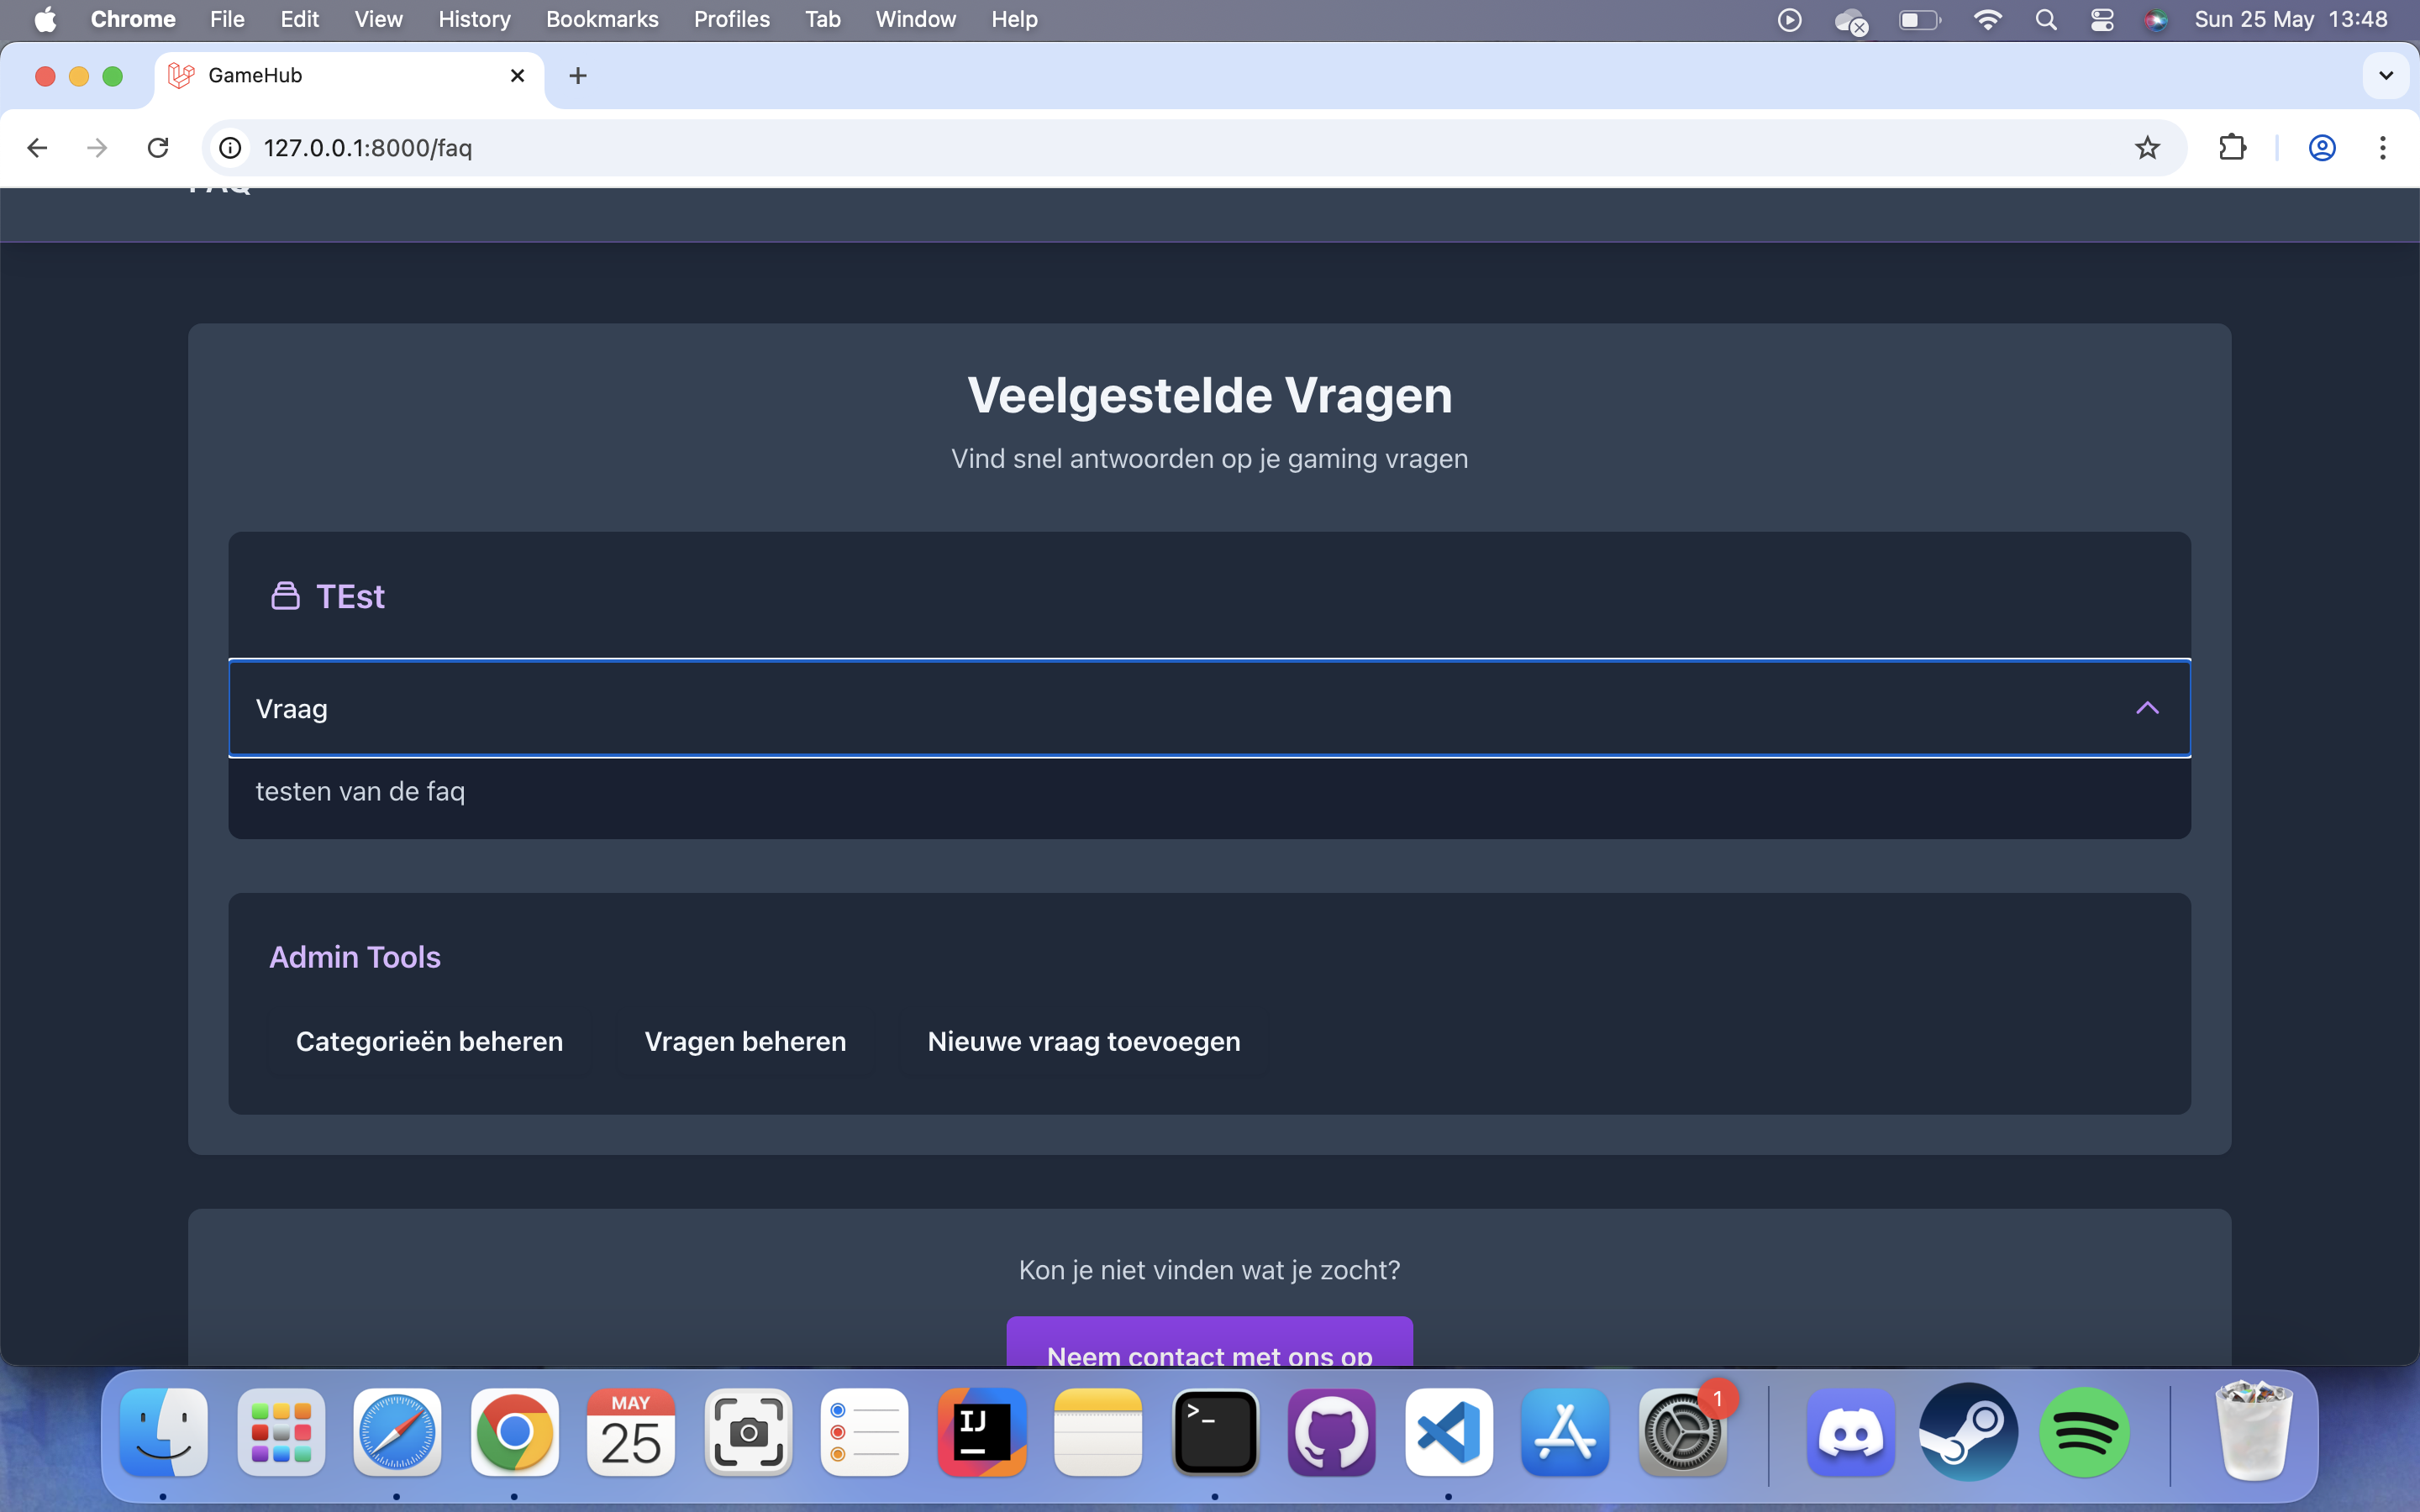 Chrome File Edit View History Bookmarks Profiles Tab Window Help Sun 25 May 13:48
GameHub
127.0.0.1:8000/faq
FAQ
Veelgestelde Vragen
Vind snel antwoorden op je gaming vragen
TEst
Vraag
testen van de faq
Admin Tools
Categorieën beheren Vragen beheren Nieuwe vraag toevoegen
Kon je niet vinden wat je zocht?
Neem contact met ons op
MAY
25
IJ
>_
1